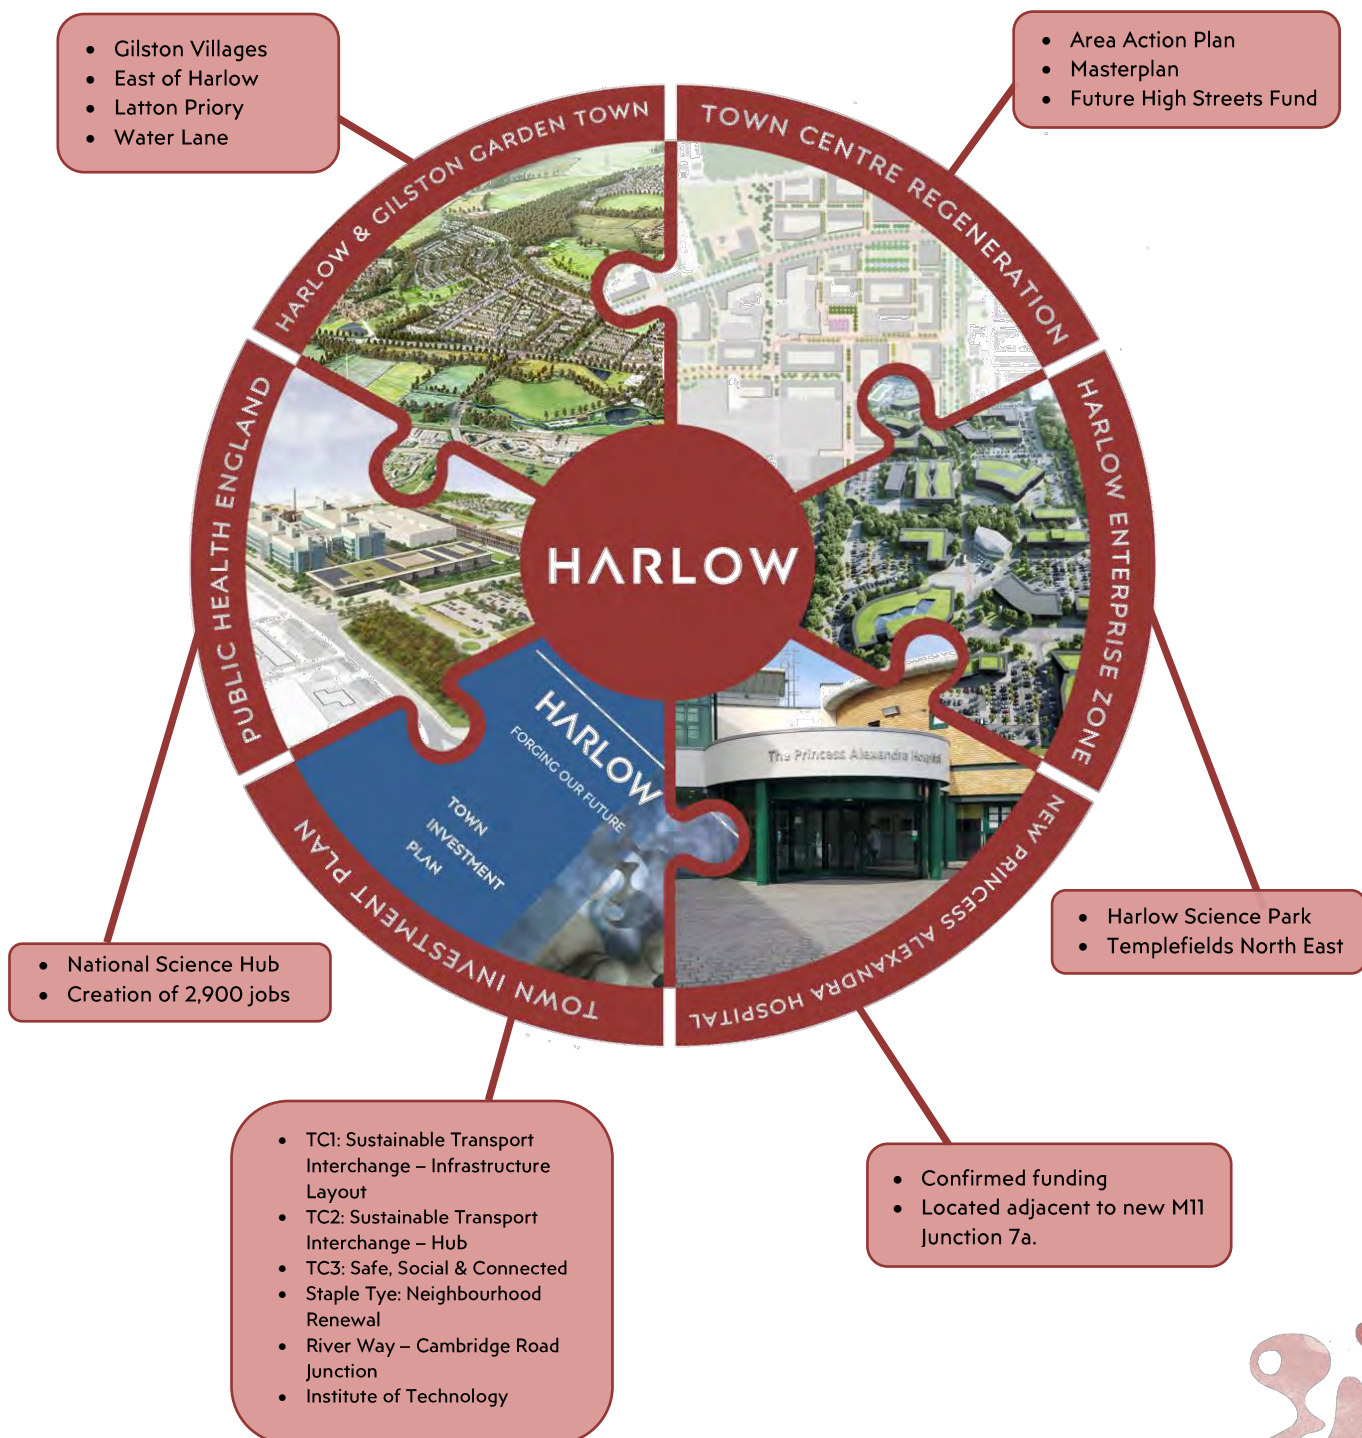 • Gilston Villages
• East of Harlow
• Latton Priory
• Water Lane
• Area Action Plan
• Masterplan
• Future High Streets Fund
HARLOW & GILSTON GARDEN TOWN
TOWN CENTRE REGENERATION
PUBLIC HEALTH ENGLAND
HARLOW ENTERPRISE ZONE
HARLOW
HARLOW
FORGING OUR FUTURE
TOWN
INVESTMENT
PLAN
The Princess Alexandra Hospital
TOWN INVESTMENT PLAN
NEW PRINCESS ALEXANDRA HOSPITAL
• Harlow Science Park
• Templefields North East
• National Science Hub
• Creation of 2,900 jobs
• TC1: Sustainable Transport
Interchange – Infrastructure
Layout
• TC2: Sustainable Transport
Interchange – Hub
• TC3: Safe, Social & Connected
• Staple Tye: Neighbourhood
Renewal
• River Way – Cambridge Road
Junction
• Institute of Technology
• Confirmed funding
• Located adjacent to new M11
Junction 7a.